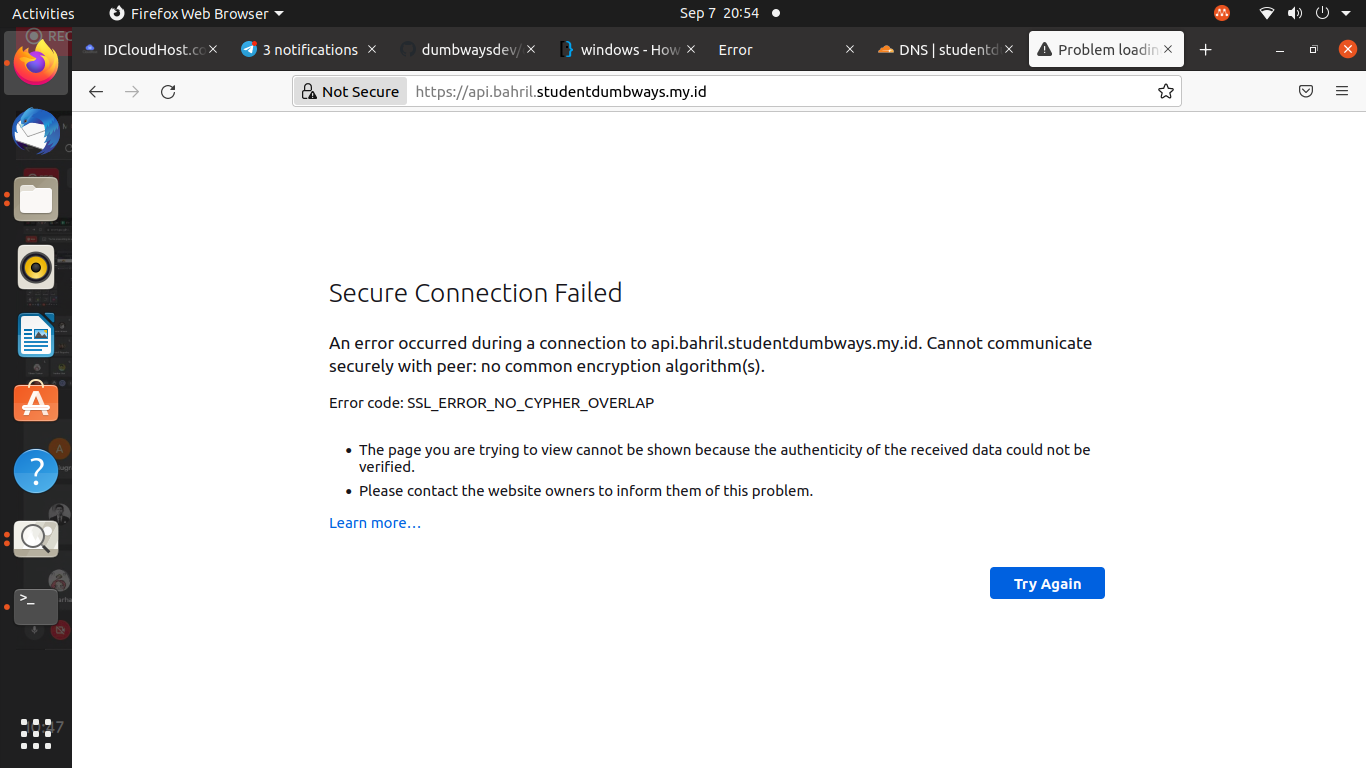 Activities
Firefox Web Browser
Sep 7 20:54
REC
IDCloudHost.co
3 notifications
dumbwaysdev/
windows - How
Error
DNS | students
Problem loadin
Not Secure
https://api.bahril.studentdumbways.my.id
Secure Connection Failed
An error occurred during a connection to api.bahril.studentdumbways.my.id. Cannot communicate
securely with peer: no common encryption algorithm(s).
Error code: SSL_ERROR_NO_CYPHER_OVERLAP
The page you are trying to view cannot be shown because the authenticity of the received data could not be
verified.
Please contact the website owners to inform them of this problem.
Learn more…
Try Again